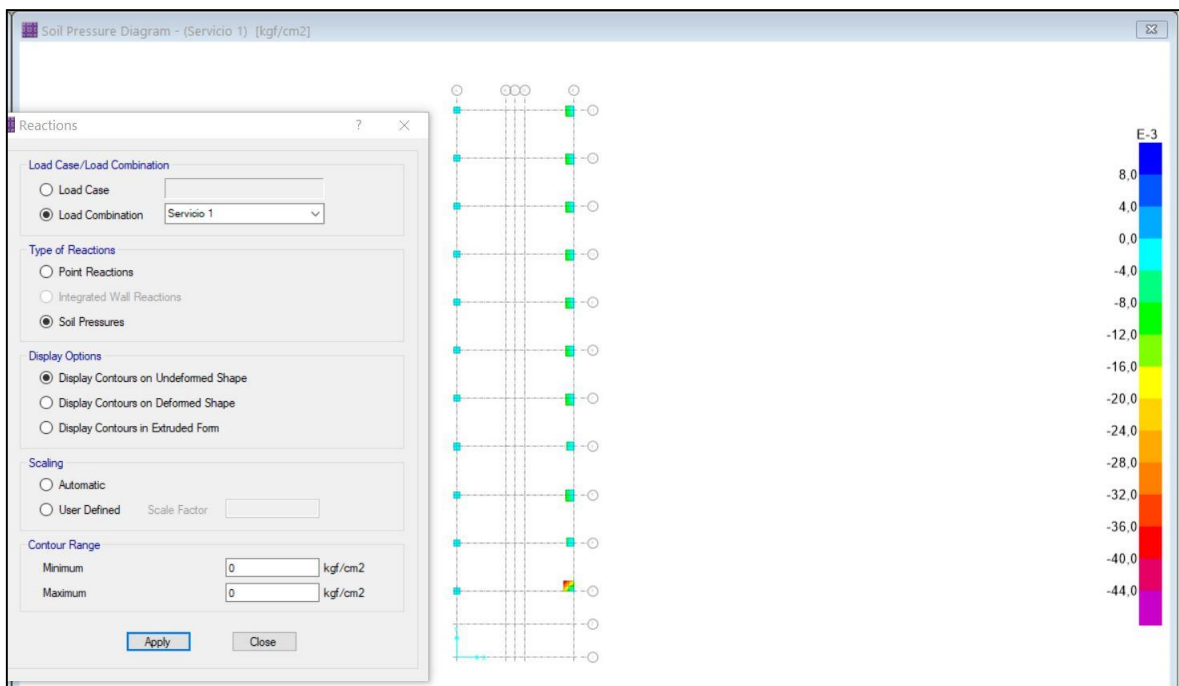 Soil Pressure Diagram - (Servicio 1) [kgf/cm2]
Reactions
?
Load Case/Load Combination
Load Case
Load Combination Servicio 1
Type of Reactions
Point Reactions
Integrated Wall Reactions
Soil Pressures
Display Options
Display Contours on Undeformed Shape
Display Contours on Deformed Shape
Display Contours in Extruded Form
Scaling
Automatic
User Defined Scale Factor
Contour Range
Minimum 0 kgf/cm2
Maximum 0 kgf/cm2
Apply Close
E-3
8,0
4,0
0,0
-4,0
-8,0
-12,0
-16,0
-20,0
-24,0
-28,0
-32,0
-36,0
-40,0
-44,0